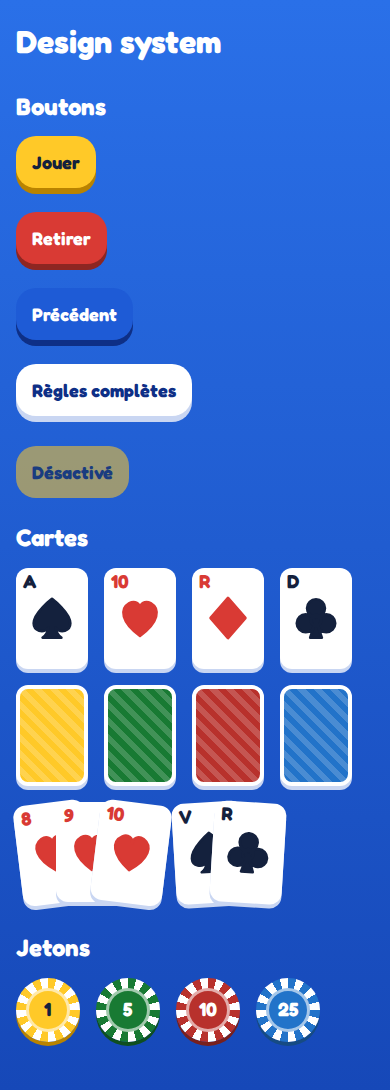 Design system
Boutons
Jouer
Retirer
Précédent
Règles complètes
Désactivé
Cartes
A 10 R D
8 9 10 V R
Jetons
1 5 10 25